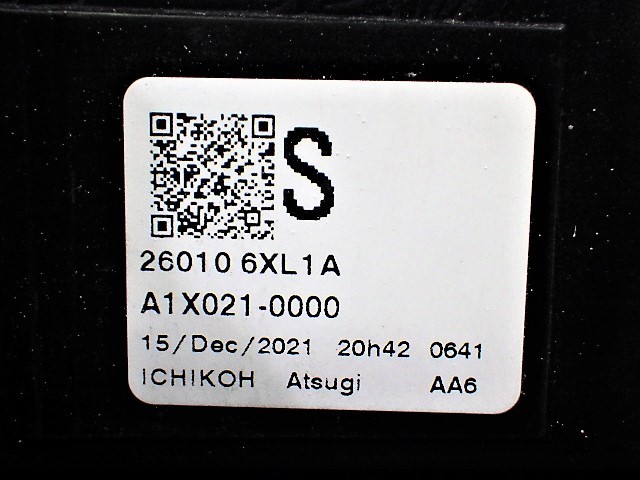 S
26010 6XL1A
A1X021-0000
15/Dec/2021 20h42 0641
ICHIKOH Atsugi AA6